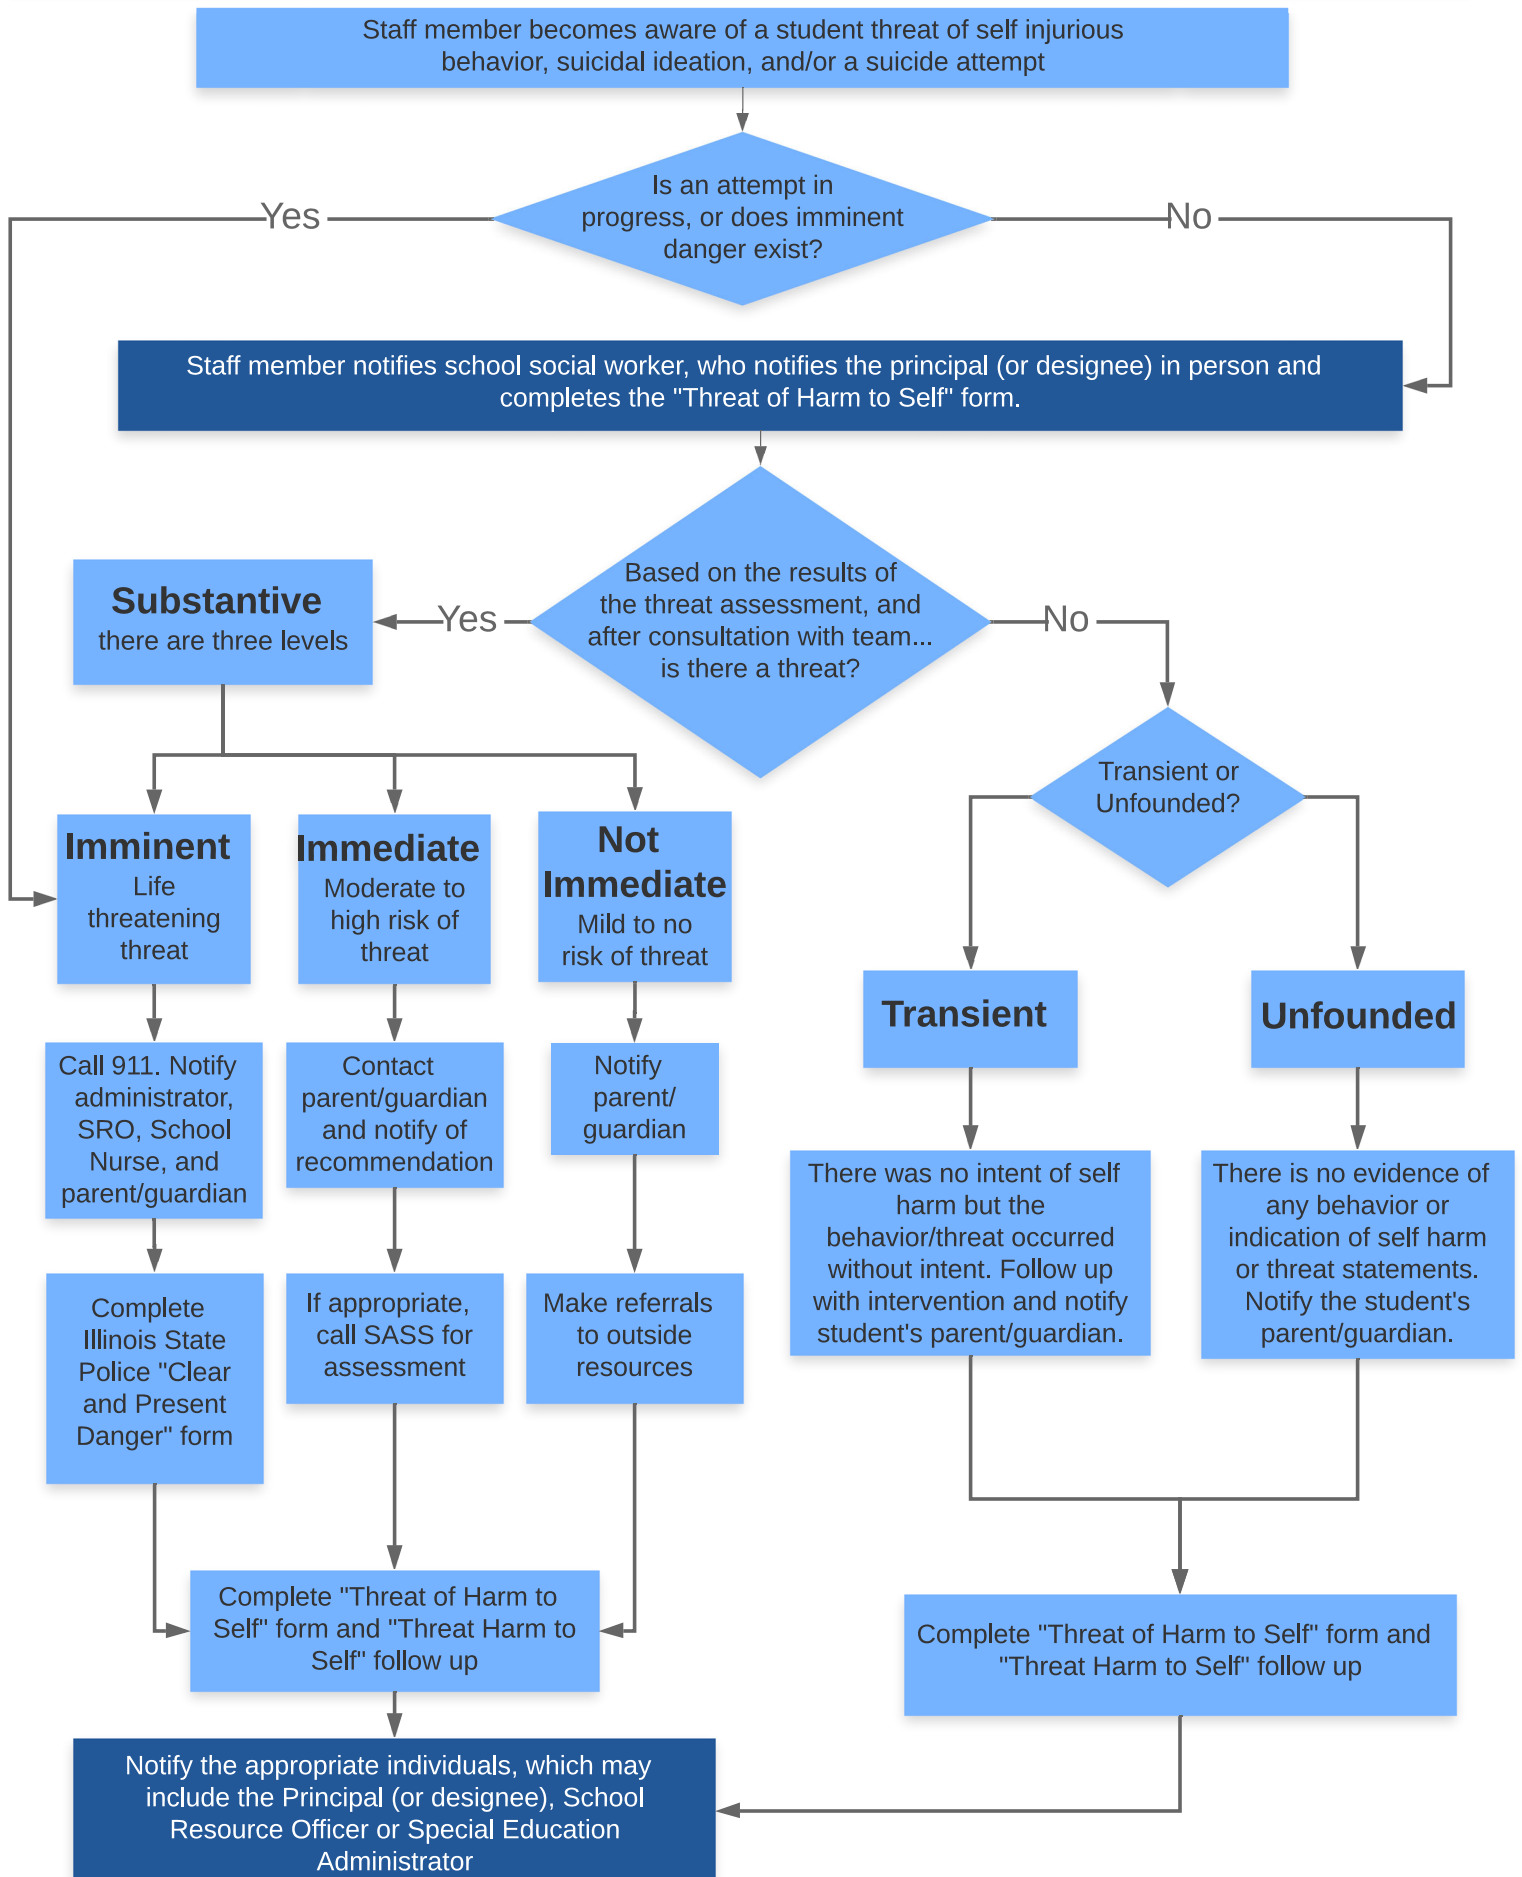 Staff member becomes aware of a student threat of self injurious
behavior, suicidal ideation, and/or a suicide attempt
Is an attempt in
progress, or does imminent
danger exist?
Yes
No
Staff member notifies school social worker, who notifies the principal (or designee) in person and
completes the "Threat of Harm to Self" form.
Based on the results of
the threat assessment, and
after consultation with team...
is there a threat?
Yes
No
Substantive
there are three levels
Transient or
Unfounded?
Imminent
Life
threatening
threat
Immediate
Moderate to
high risk of
threat
Not
Immediate
Mild to no
risk of threat
Transient
Unfounded
Call 911. Notify
administrator,
SRO, School
Nurse, and
parent/guardian
Contact
parent/guardian
and notify of
recommendation
Notify
parent/
guardian
There was no intent of self
harm but the
behavior/threat occurred
without intent. Follow up
with intervention and notify
student's parent/guardian.
There is no evidence of
any behavior or
indication of self harm
or threat statements.
Notify the student's
parent/guardian.
Complete
Illinois State
Police "Clear
and Present
Danger" form
If appropriate,
call SASS for
assessment
Make referrals
to outside
resources
Complete "Threat of Harm to
Self" form and "Threat Harm to
Self" follow up
Complete "Threat of Harm to Self" form and
"Threat Harm to Self" follow up
Notify the appropriate individuals, which may
include the Principal (or designee), School
Resource Officer or Special Education
Administrator